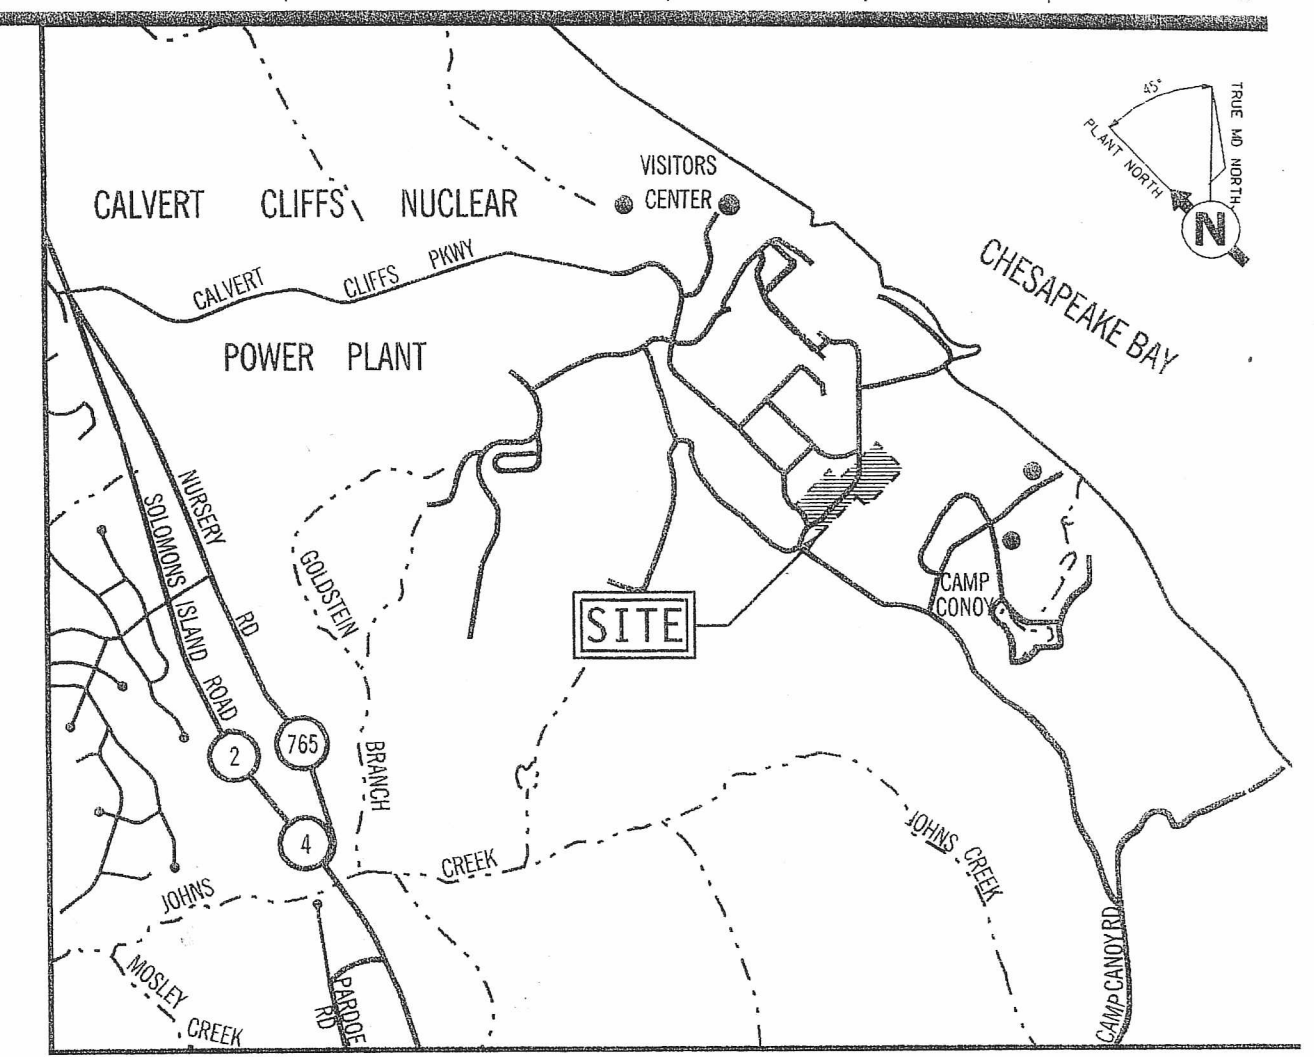 45°
TRUE MD NORTH
PLANT NORTH
N
VISITORS
CENTER
CALVERT CLIFFS NUCLEAR
POWER PLANT
CALVERT CLIFFS PKWY
CHESAPEAKE BAY
NURSERY RD
SOLOMONS ISLAND ROAD
GOLDSTEIN BRANCH
SITE
CAMP
CONOY
2
765
4
JOHNS CREEK
JOHNS CREEK
MOSLEY CREEK
PARDOE
RD
CAMP CANOY RD